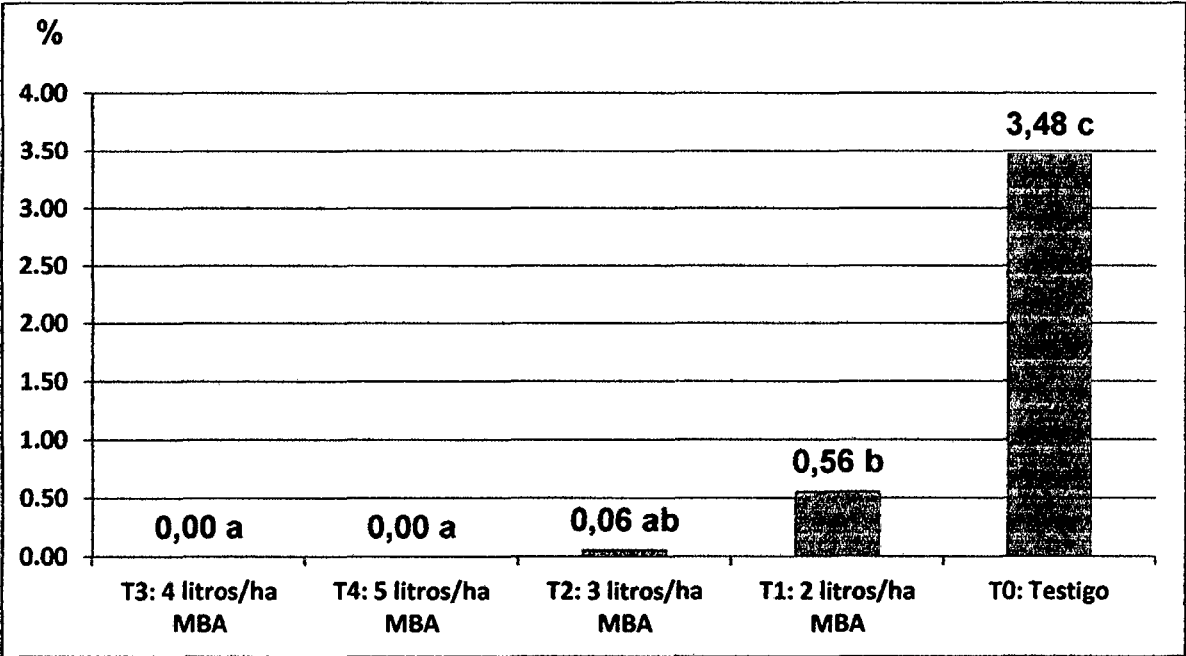 %
4.00
3.50
3.00
2.50
2.00
1.50
1.00
0.50
0.00
0,00 a
0,00 a
0,06 ab
0,56 b
3,48 c
T3: 4 litros/ha
MBA
T4: 5 litros/ha
MBA
T2: 3 litros/ha
MBA
T1: 2 litros/ha
MBA
T0: Testigo